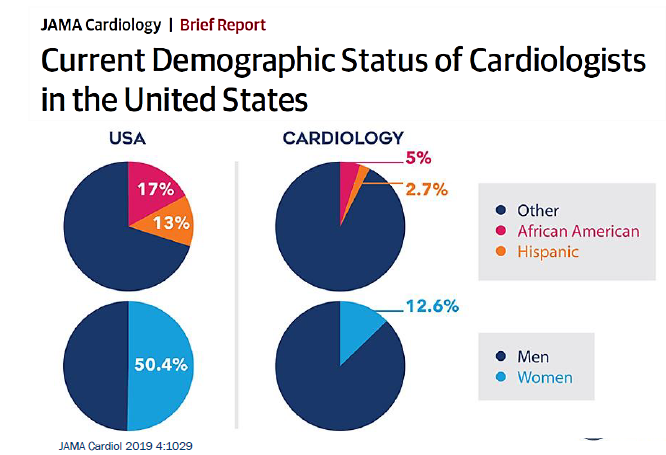 JAMA Cardiology | Brief Report
Current Demographic Status of Cardiologists
in the United States
USA
CARDIOLOGY
17%
13%
5%
2.7%
Other
African American
Hispanic
50.4%
12.6%
Men
Women
JAMA Cardiol 2019 4:1029